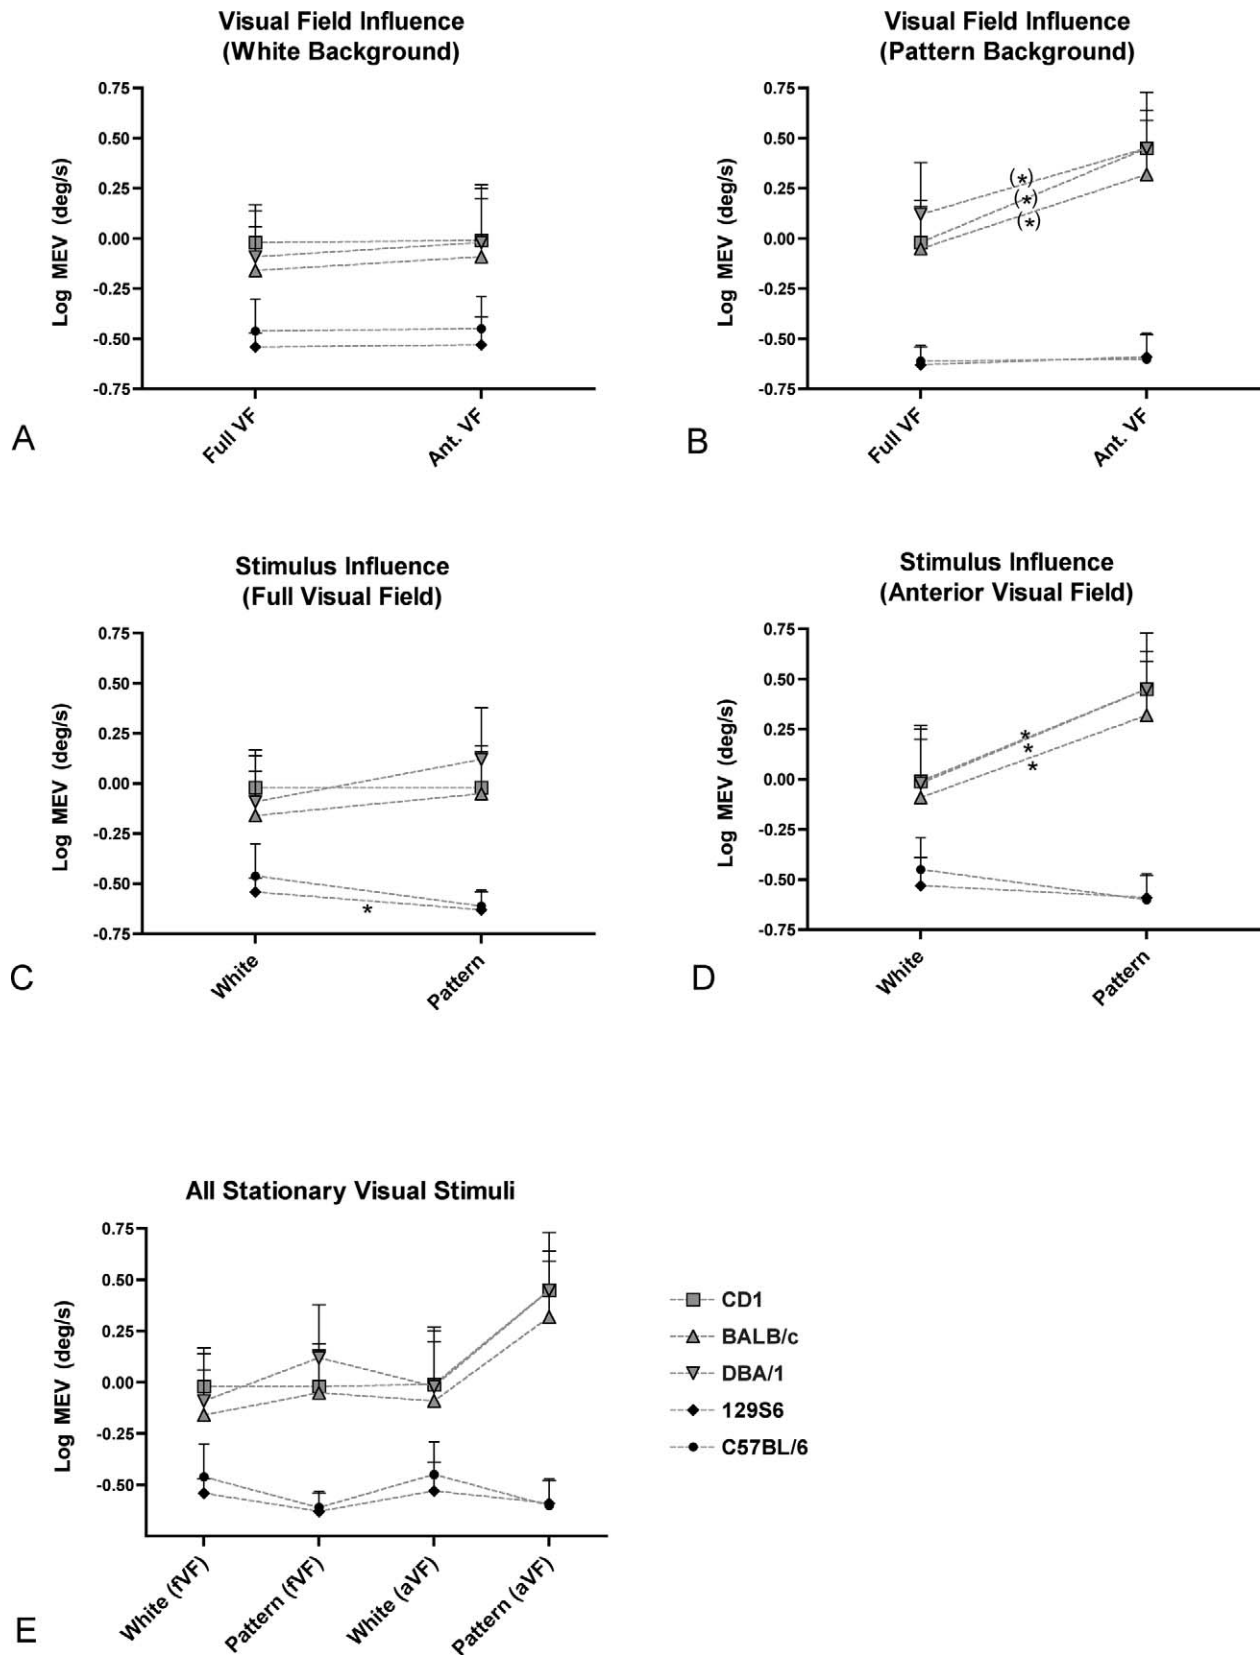 Visual Field Influence
(White Background)
Log MEV (deg/s)
0.75
0.50
0.25
0.00
-0.25
-0.50
-0.75
Full VF
Ant. VF
A
Visual Field Influence
(Pattern Background)
Log MEV (deg/s)
0.75
0.50
0.25
0.00
-0.25
-0.50
-0.75
(*)
(*)
(*)
Full VF
Ant. VF
B
Stimulus Influence
(Full Visual Field)
Log MEV (deg/s)
0.75
0.50
0.25
0.00
-0.25
-0.50
-0.75
*
White
Pattern
C
Stimulus Influence
(Anterior Visual Field)
Log MEV (deg/s)
0.75
0.50
0.25
0.00
-0.25
-0.50
-0.75
*
*
*
White
Pattern
D
All Stationary Visual Stimuli
Log MEV (deg/s)
0.75
0.50
0.25
0.00
-0.25
-0.50
White (fVF)
Pattern (fVF)
White (aVF)
Pattern (aVF)
E
CD1
BALB/c
DBA/1
129S6
C57BL/6